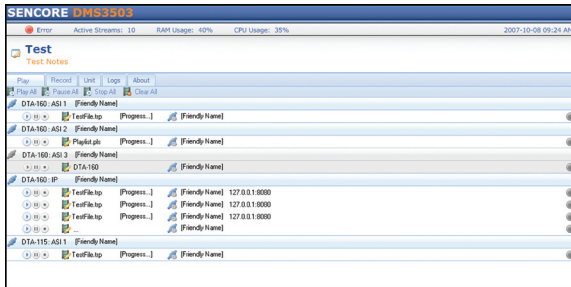 SENCORE DMS3503
Error Active Streams: 10 RAM Usage: 40% CPU Usage: 35% 2007-10-08 09:24 AM
Test
Test Notes
Play Record Unit Logs About
Play All Pause All Stop All Clear All
DTA-160: ASI 1 [Friendly Name]
TestFile.tsp [Progress...] [Friendly Name]
DTA-160: ASI 2 [Friendly Name]
Playlist.pls [Progress...] [Friendly Name]
DTA-160: ASI 3 [Friendly Name]
DTA-160 [Friendly Name]
DTA-160: IP [Friendly Name]
TestFile.tsp [Progress...] [Friendly Name] 127.0.0.1:8080
TestFile.tsp [Progress...] [Friendly Name] 127.0.0.1:8080
TestFile.tsp [Progress...] [Friendly Name] 127.0.0.1:8080
... [Friendly Name]
DTA-115: ASI 1 [Friendly Name]
TestFile.tsp [Progress...] [Friendly Name]